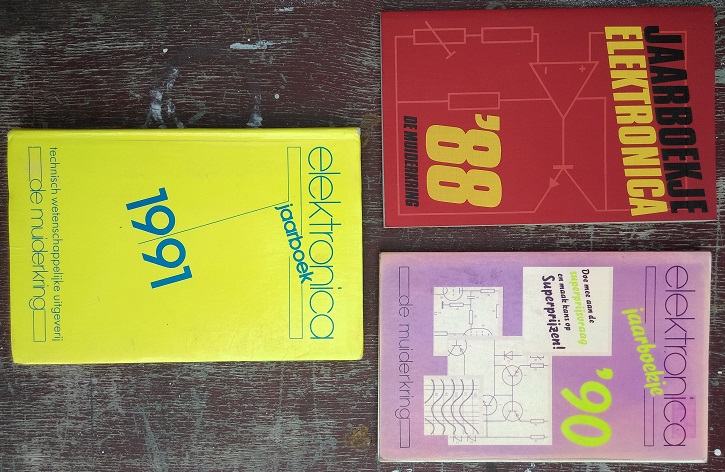 elektronica
jaarboek
1991
technisch wetenschappelijke uitgeverij
de muiderkring
JAARBOEKJE
ELEKTRONICA
'88
DE MUIDERKRING
elektronica
jaarboekje
'90
Doe mee aan de
superprijsvraag
en maak kans op
Superprijzen!
de muiderkring